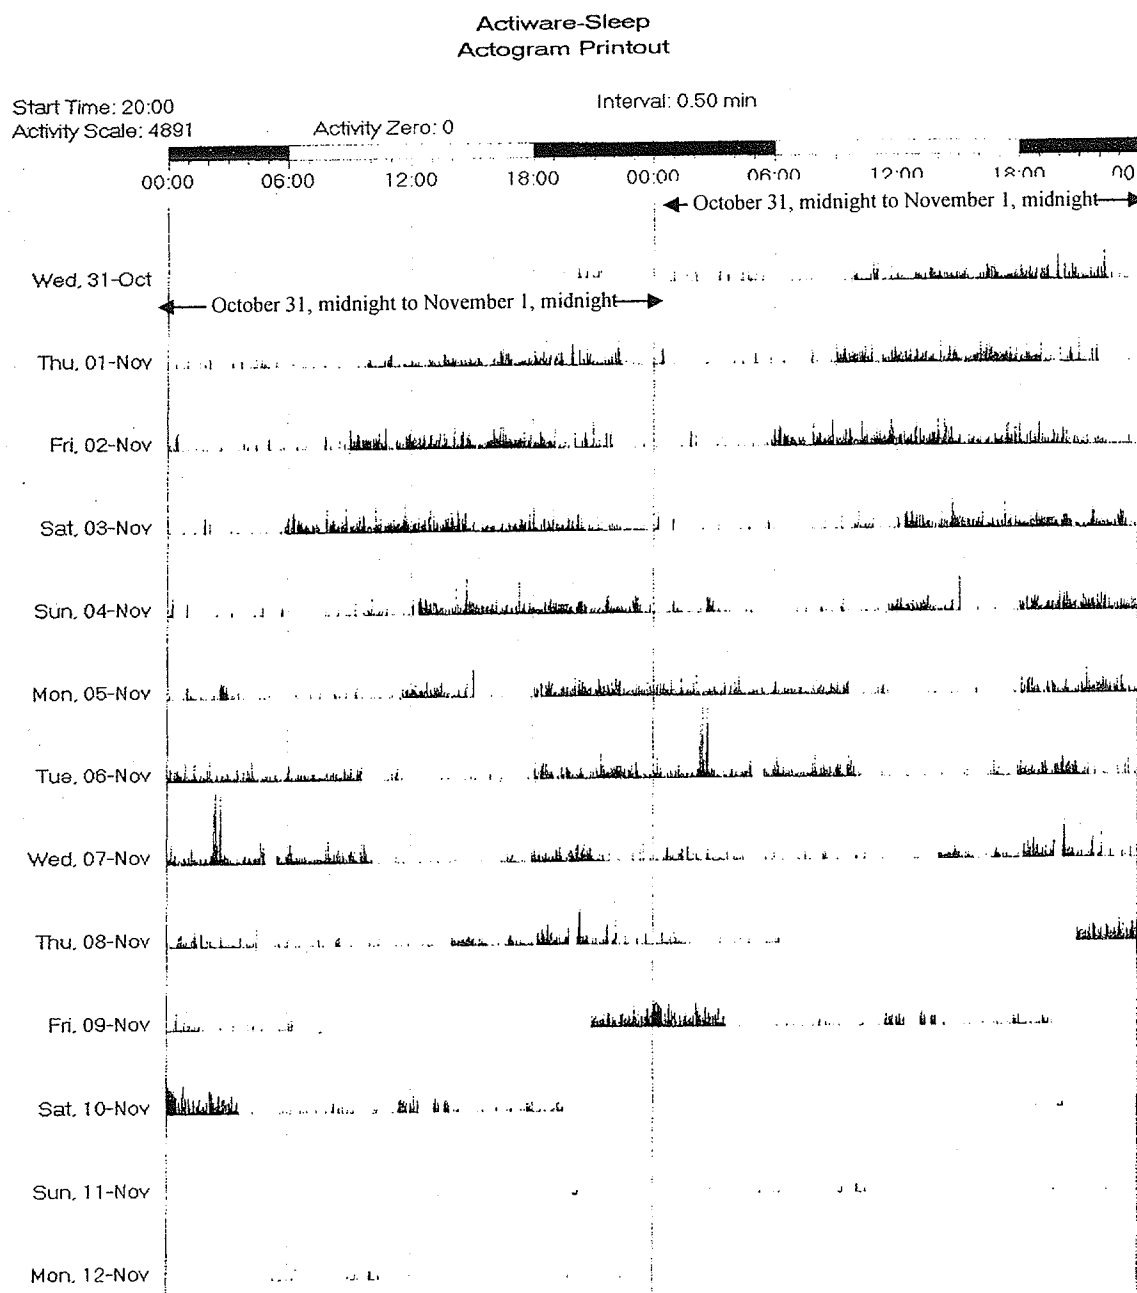 Actiware-Sleep
Actogram Printout
Start Time: 20:00
Interval: 0.50 min
Activity Scale: 4891
Activity Zero: 0
00:00 06:00 12:00 18:00 00:00 06:00 12:00 18:00 00
October 31, midnight to November 1, midnight
Wed, 31-Oct
October 31, midnight to November 1, midnight
Thu, 01-Nov
Fri, 02-Nov
Sat, 03-Nov
Sun, 04-Nov
Mon, 05-Nov
Tue, 06-Nov
Wed, 07-Nov
Thu, 08-Nov
Fri, 09-Nov
Sat, 10-Nov
Sun, 11-Nov
Mon, 12-Nov